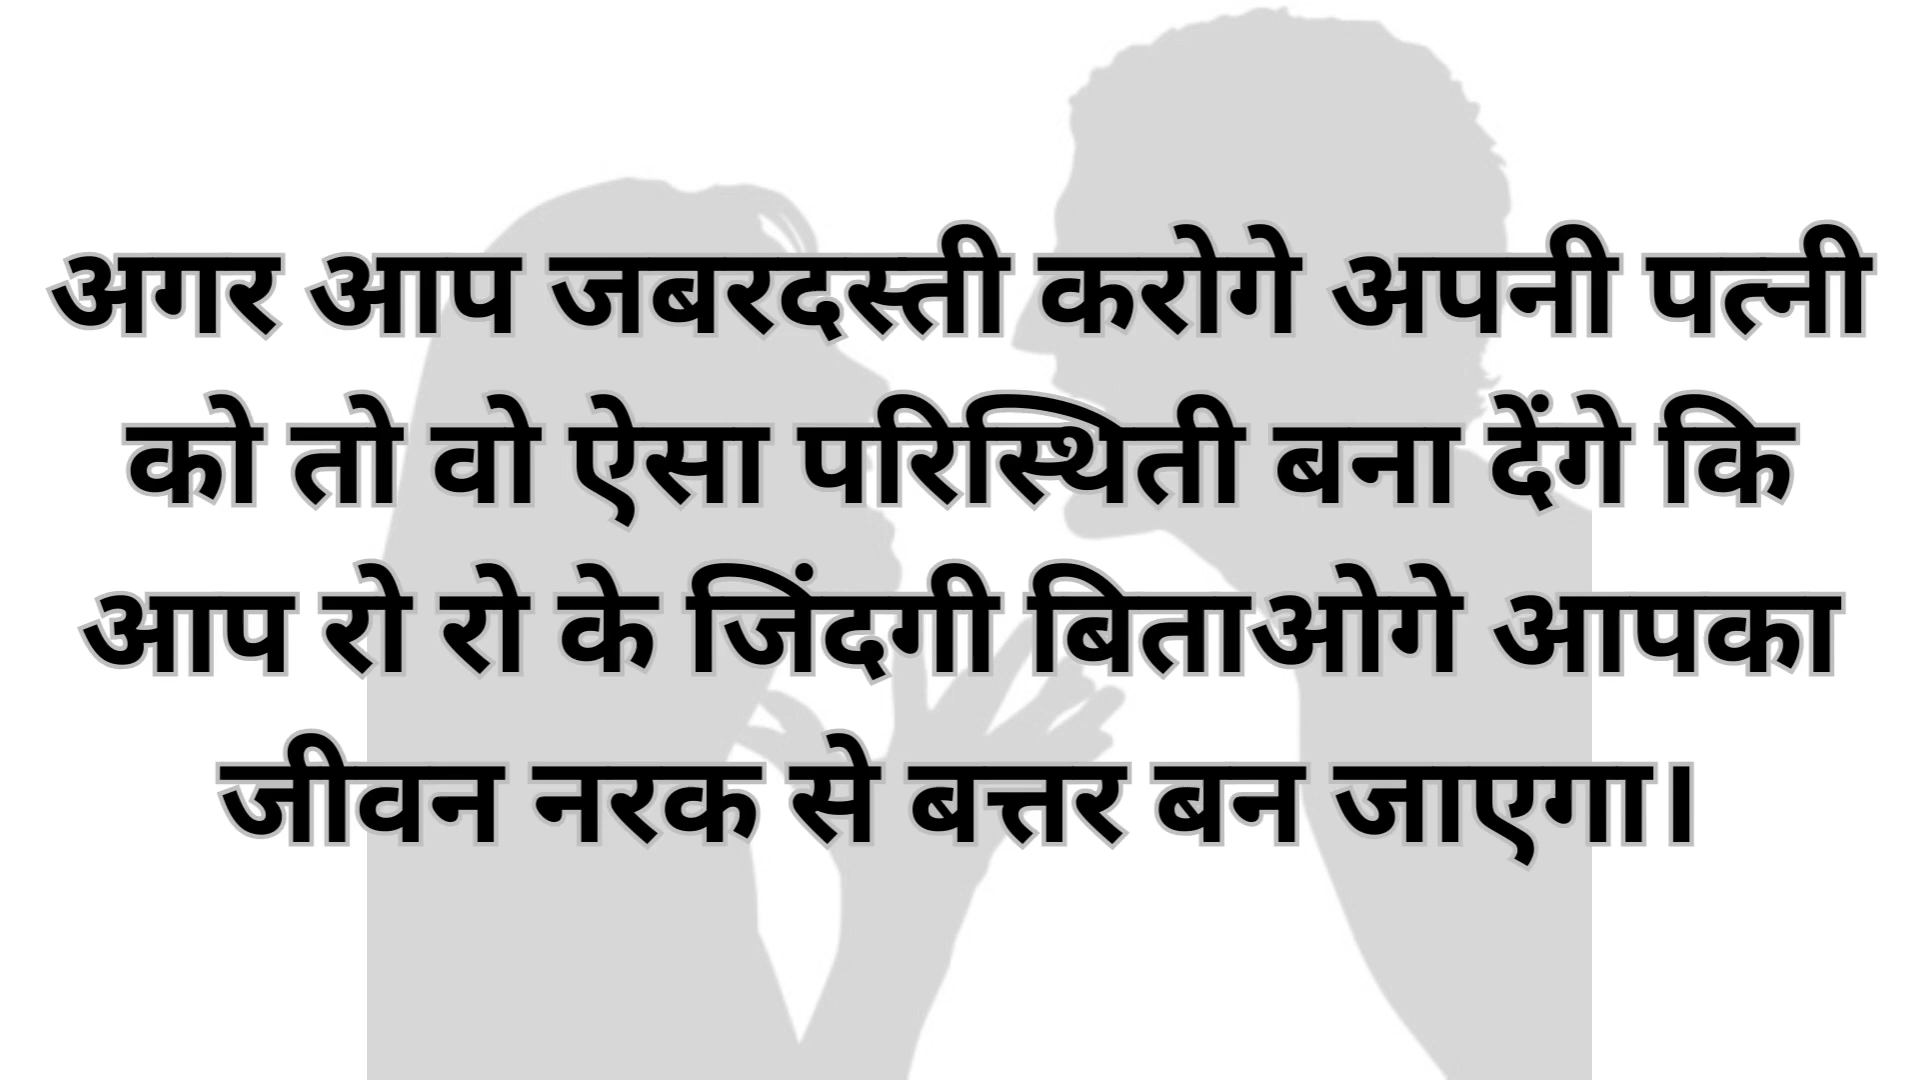 अगर आप जबरदस्ती करोगे अपनी पत्नी
को तो वो ऐसा परिस्थिती बना देंगे कि
आप रो रो के जिंदगी बिताओगे आपका
जीवन नरक से बत्तर बन जाएगा।